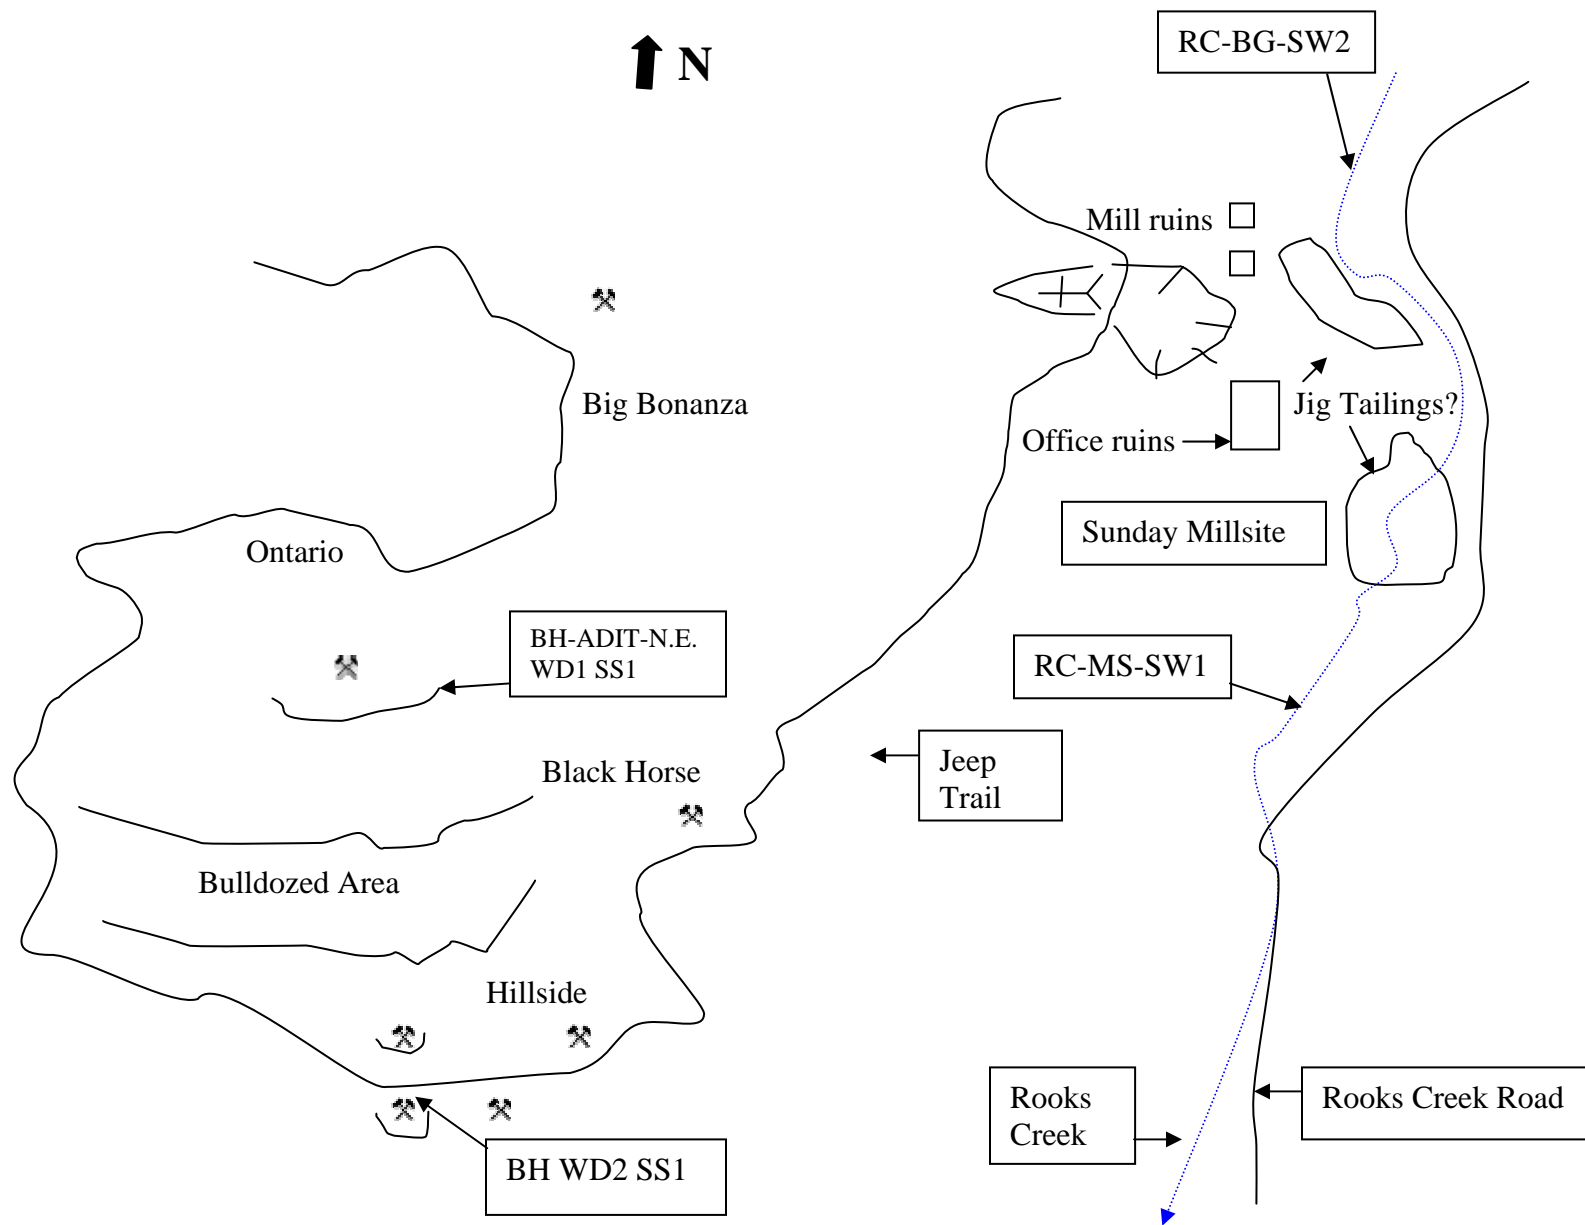 RC-BG-SW2
N
Mill ruins
Big Bonanza
Jig Tailings?
Office ruins
Sunday Millsite
Ontario
BH-ADIT-N.E.
WD1 SS1
RC-MS-SW1
Black Horse
Jeep
Trail
Bulldozed Area
Hillside
Rooks
Creek
Rooks Creek Road
BH WD2 SS1